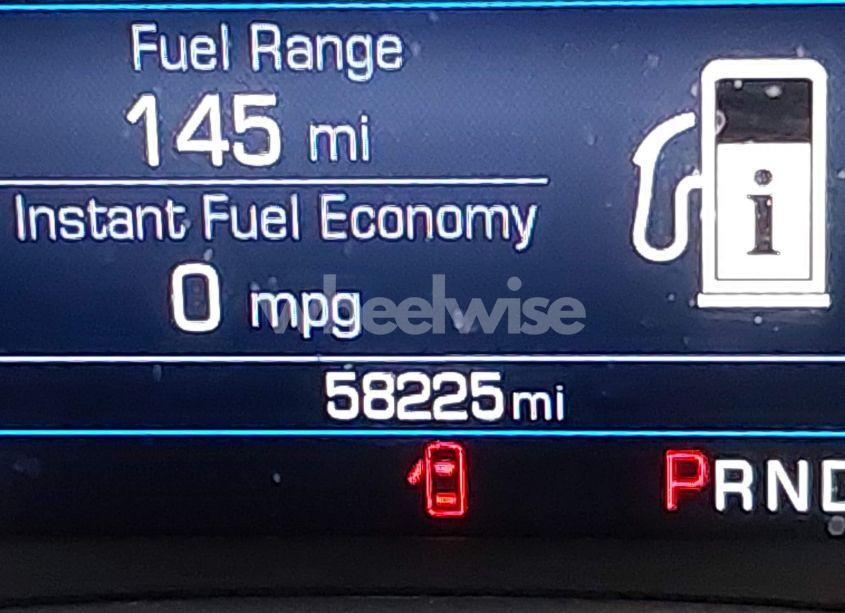 Fuel Range
145 mi
Instant Fuel Economy
0 mpg
wheelwise
58225 mi
PRND
i